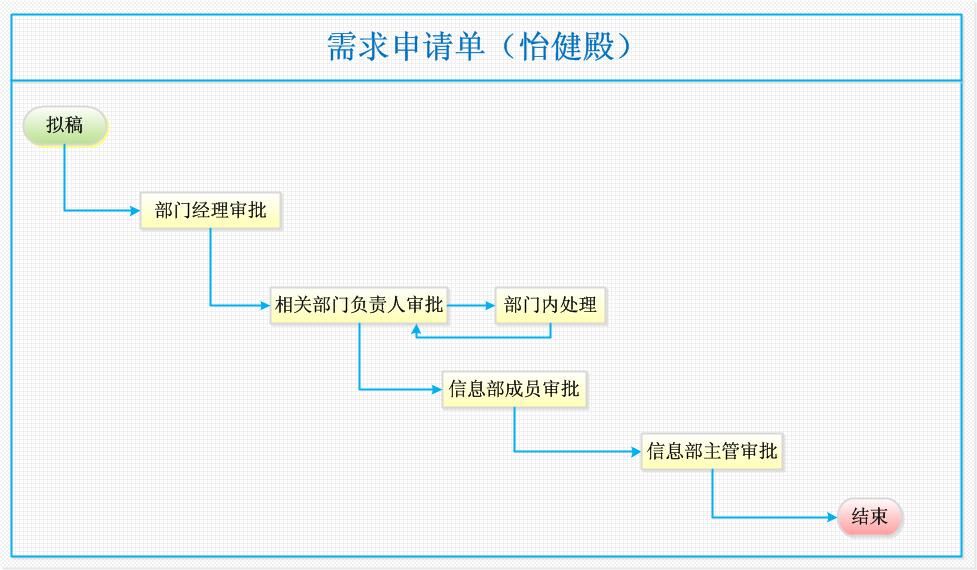 需求申请单（怡健殿）
拟稿
部门经理审批
相关部门负责人审批
部门内处理
信息部成员审批
信息部主管审批
结束